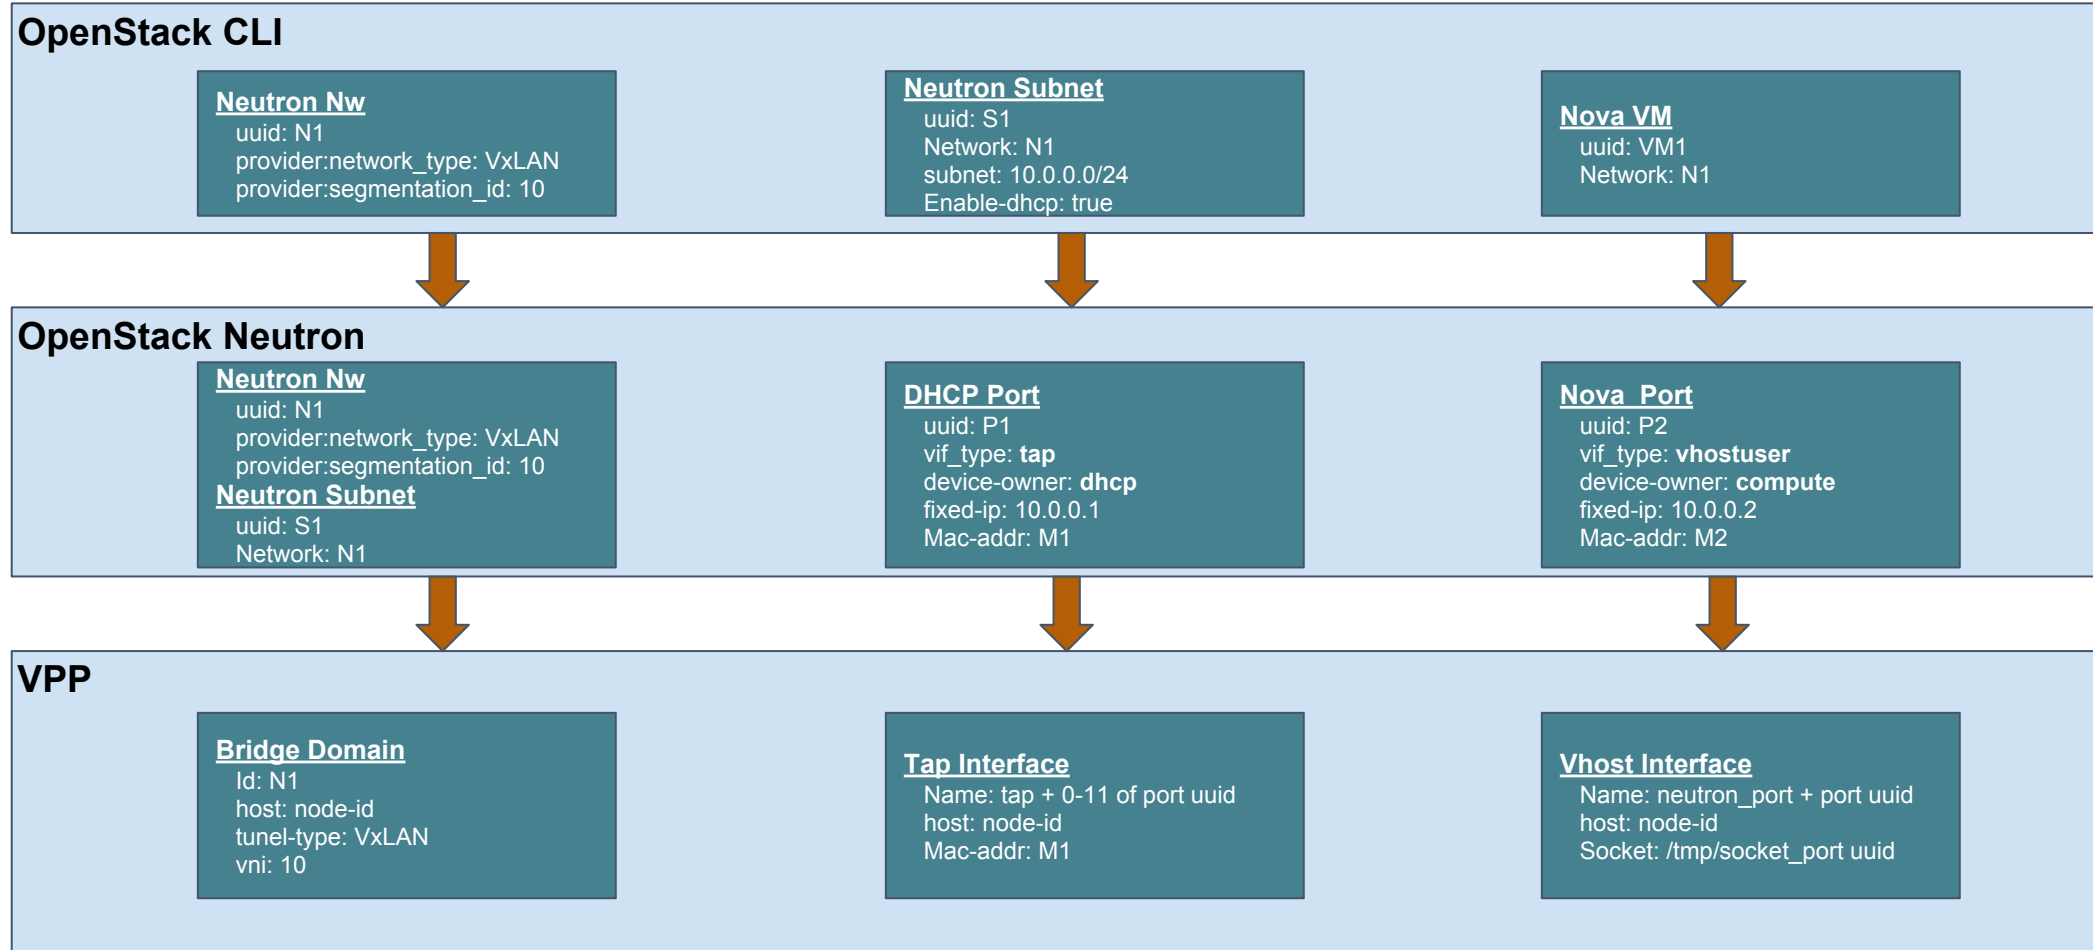 OpenStack CLI
Neutron Nw
uuid: N1
provider:network_type: VxLAN
provider:segmentation_id: 10
Neutron Subnet
uuid: S1
Network: N1
subnet: 10.0.0.0/24
Enable-dhcp: true
Nova VM
uuid: VM1
Network: N1
OpenStack Neutron
Neutron Nw
uuid: N1
provider:network_type: VxLAN
provider:segmentation_id: 10
Neutron Subnet
uuid: S1
Network: N1
DHCP Port
uuid: P1
vif_type: tap
device-owner: dhcp
fixed-ip: 10.0.0.1
Mac-addr: M1
Nova  Port
uuid: P2
vif_type: vhostuser
device-owner: compute
fixed-ip: 10.0.0.2
Mac-addr: M2
VPP
Bridge Domain
Id: N1
host: node-id
tunel-type: VxLAN
vni: 10
Tap Interface
Name: tap + 0-11 of port uuid
host: node-id
Mac-addr: M1
Vhost Interface
Name: neutron_port + port uuid
host: node-id
Socket: /tmp/socket_port uuid